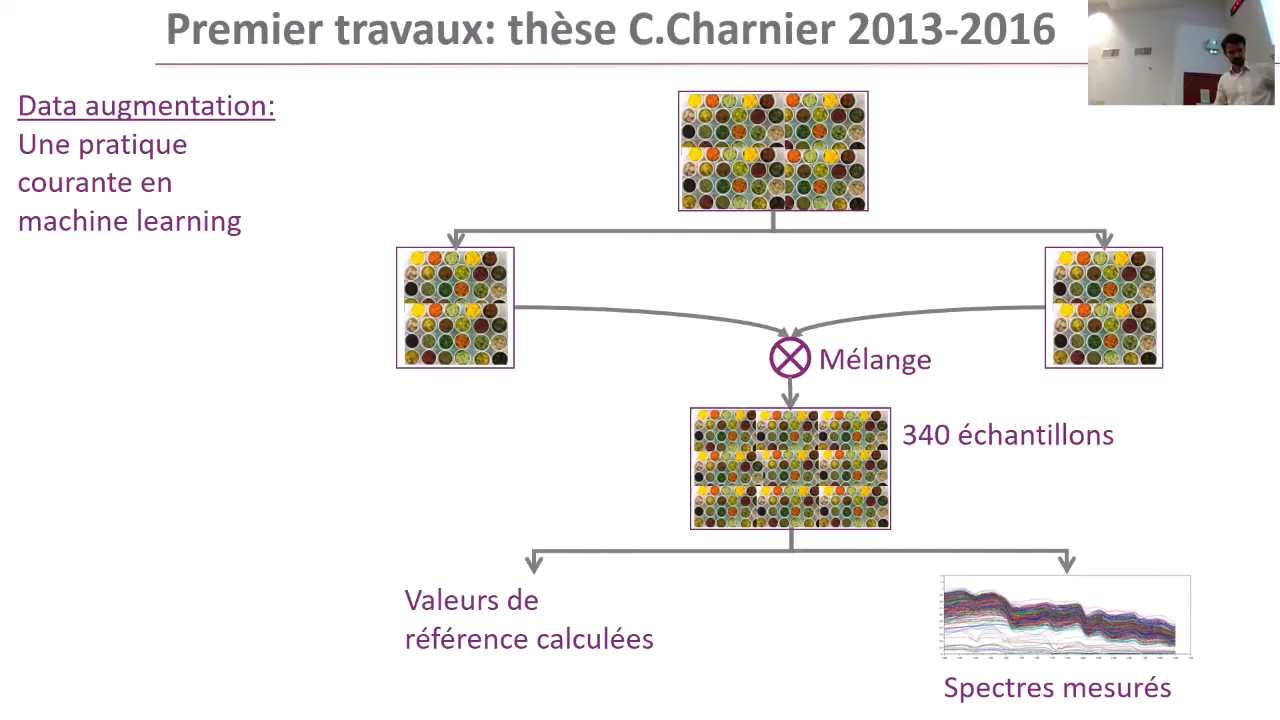 Premier travaux: thèse C.Charnier 2013-2016
Data augmentation:
Une pratique
courante en
machine learning
Mélange
340 échantillons
Valeurs de
référence calculées
Spectres mesurés